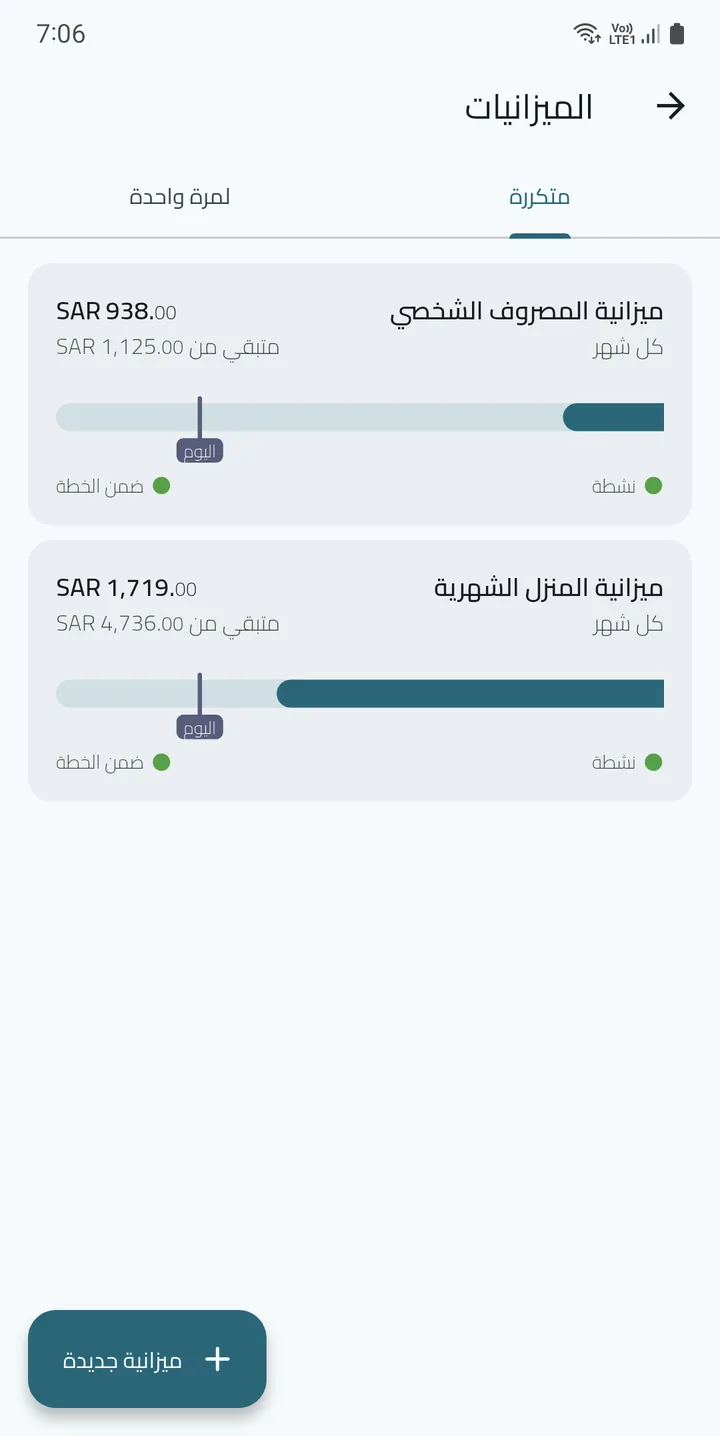 7:06
Vo))
LTE1
الميزانيات
متكررة
لمرة واحدة
ميزانية المصروف الشخصي
SAR 938.00
كل شهر
متبقي من SAR 1,125.00
اليوم
نشطة
ضمن الخطة
ميزانية المنزل الشهرية
SAR 1,719.00
كل شهر
متبقي من SAR 4,736.00
اليوم
نشطة
ضمن الخطة
ميزانية جديدة